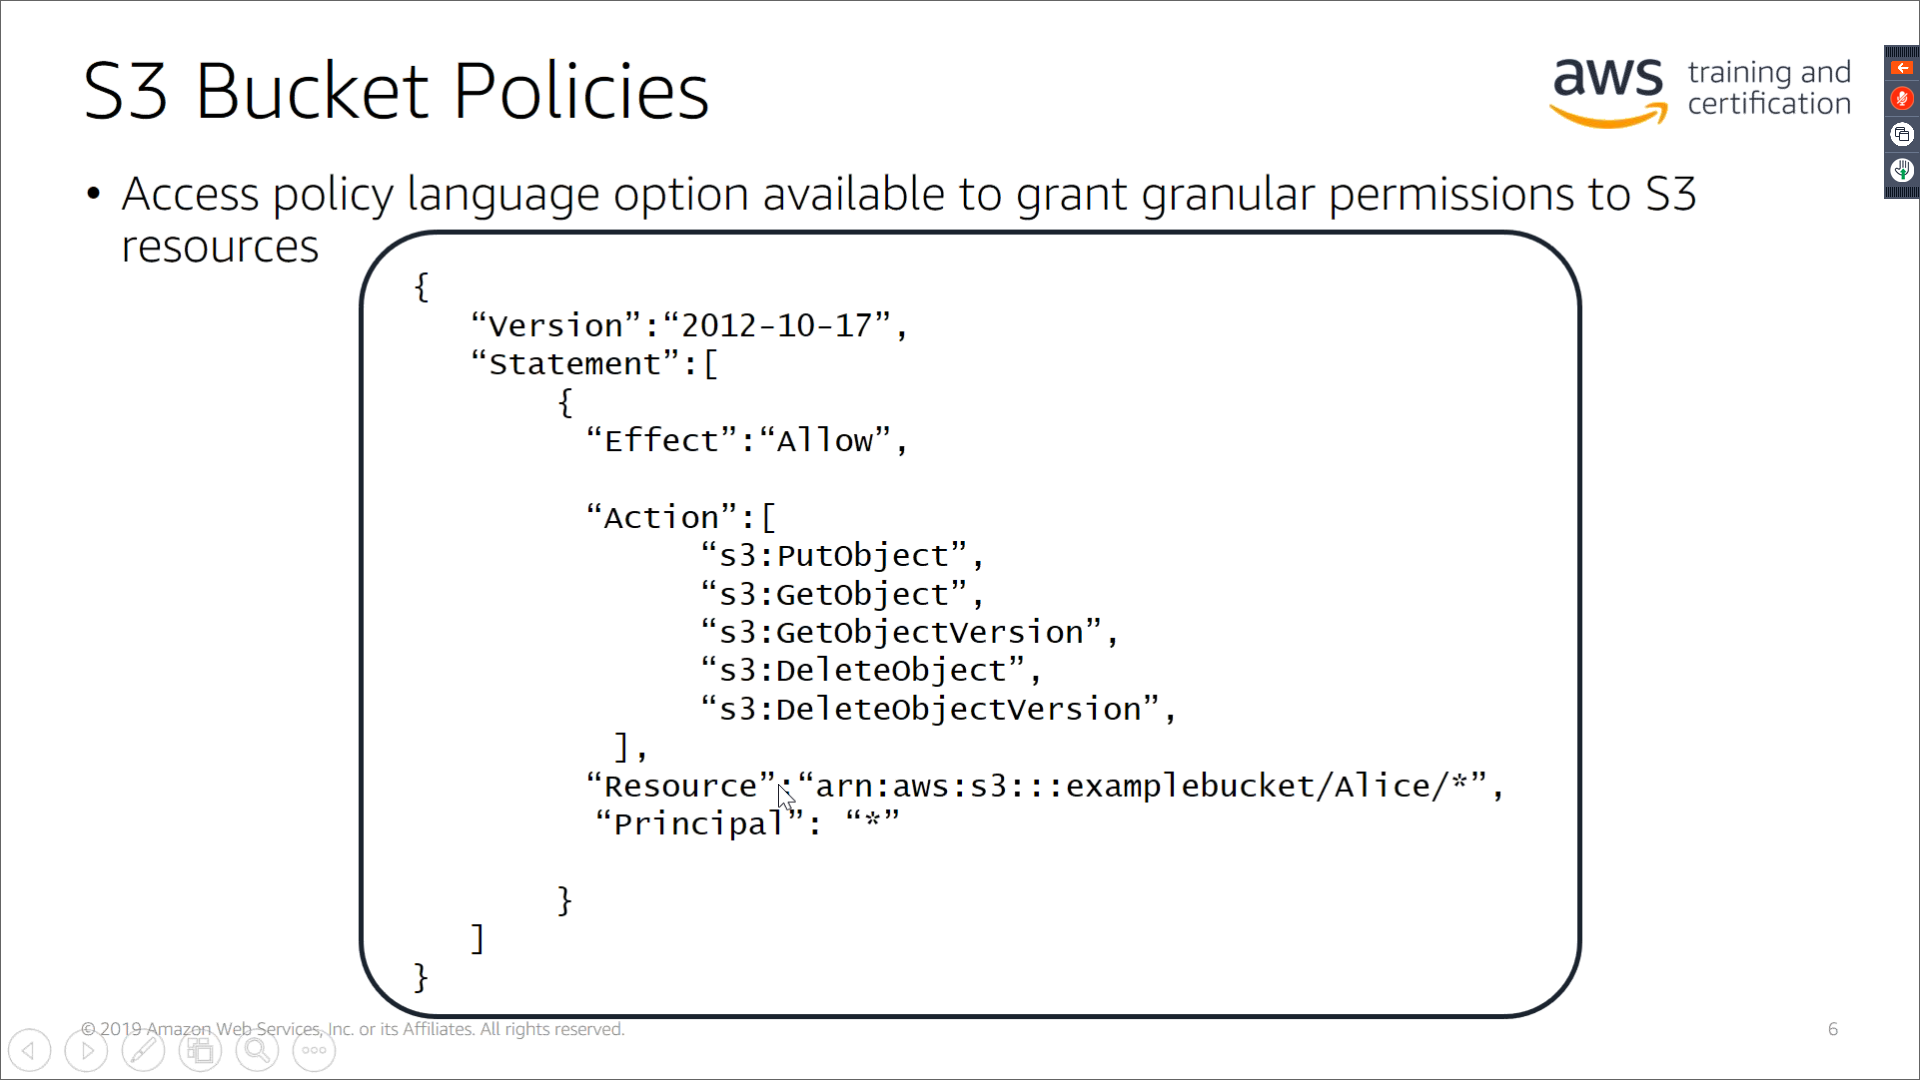 S3 Bucket Policies
aws training and
certification
• Access policy language option available to grant granular permissions to S3
resources
{
“Version”:“2012-10-17”,
“Statement”:[
{
“Effect”:“Allow”,
“Action”:[
“s3:PutObject”,
“s3:GetObject”,
“s3:GetObjectVersion”,
“s3:DeleteObject”,
“s3:DeleteObjectVersion”,
],
“Resource”:“arn:aws:s3:::examplebucket/Alice/*”,
“Principal”: “*”
}
]
}
© 2019 Amazon Web Services, Inc. or its Affiliates. All rights reserved.
6